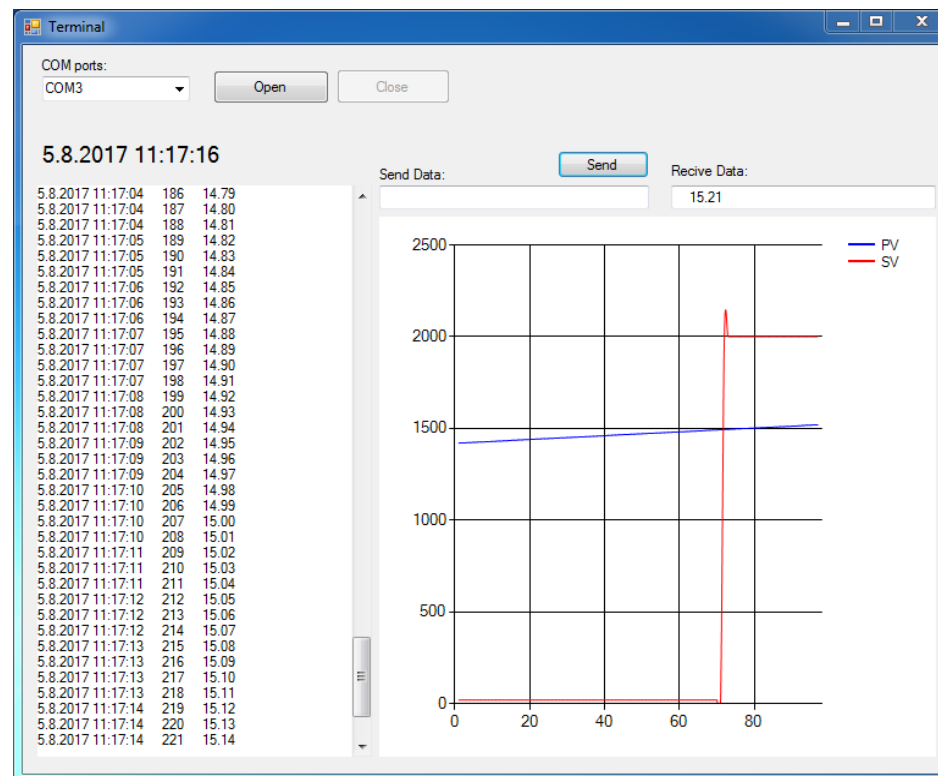 Terminal
COM ports:
COM3
Open
Close
5.8.2017 11:17:16
Send Data:
Send
Recive Data:
15.21
5.8.2017 11:17:04 186 14.79
5.8.2017 11:17:04 187 14.80
5.8.2017 11:17:04 188 14.81
5.8.2017 11:17:05 189 14.82
5.8.2017 11:17:05 190 14.83
5.8.2017 11:17:05 191 14.84
5.8.2017 11:17:06 192 14.85
5.8.2017 11:17:06 193 14.86
5.8.2017 11:17:06 194 14.87
5.8.2017 11:17:07 195 14.88
5.8.2017 11:17:07 196 14.89
5.8.2017 11:17:07 197 14.90
5.8.2017 11:17:07 198 14.91
5.8.2017 11:17:08 199 14.92
5.8.2017 11:17:08 200 14.93
5.8.2017 11:17:08 201 14.94
5.8.2017 11:17:09 202 14.95
5.8.2017 11:17:09 203 14.96
5.8.2017 11:17:09 204 14.97
5.8.2017 11:17:10 205 14.98
5.8.2017 11:17:10 206 14.99
5.8.2017 11:17:10 207 15.00
5.8.2017 11:17:10 208 15.01
5.8.2017 11:17:11 209 15.02
5.8.2017 11:17:11 210 15.03
5.8.2017 11:17:11 211 15.04
5.8.2017 11:17:12 212 15.05
5.8.2017 11:17:12 213 15.06
5.8.2017 11:17:12 214 15.07
5.8.2017 11:17:13 215 15.08
5.8.2017 11:17:13 216 15.09
5.8.2017 11:17:13 217 15.10
5.8.2017 11:17:13 218 15.11
5.8.2017 11:17:14 219 15.12
5.8.2017 11:17:14 220 15.13
5.8.2017 11:17:14 221 15.14
2500
2000
1500
1000
500
0
0 20 40 60 80
PV
SV